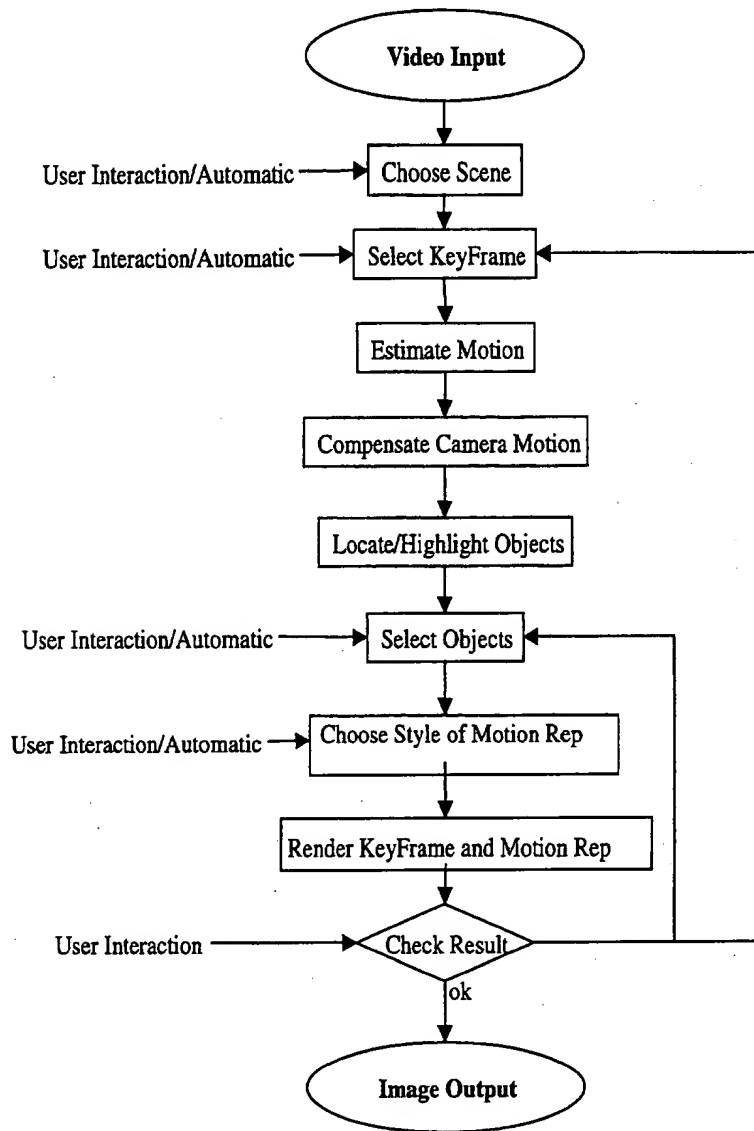 Video Input
User Interaction/Automatic
Choose Scene
User Interaction/Automatic
Select KeyFrame
Estimate Motion
Compensate Camera Motion
Locate/Highlight Objects
User Interaction/Automatic
Select Objects
User Interaction/Automatic
Choose Style of Motion Rep
Render KeyFrame and Motion Rep
User Interaction
Check Result
ok
Image Output